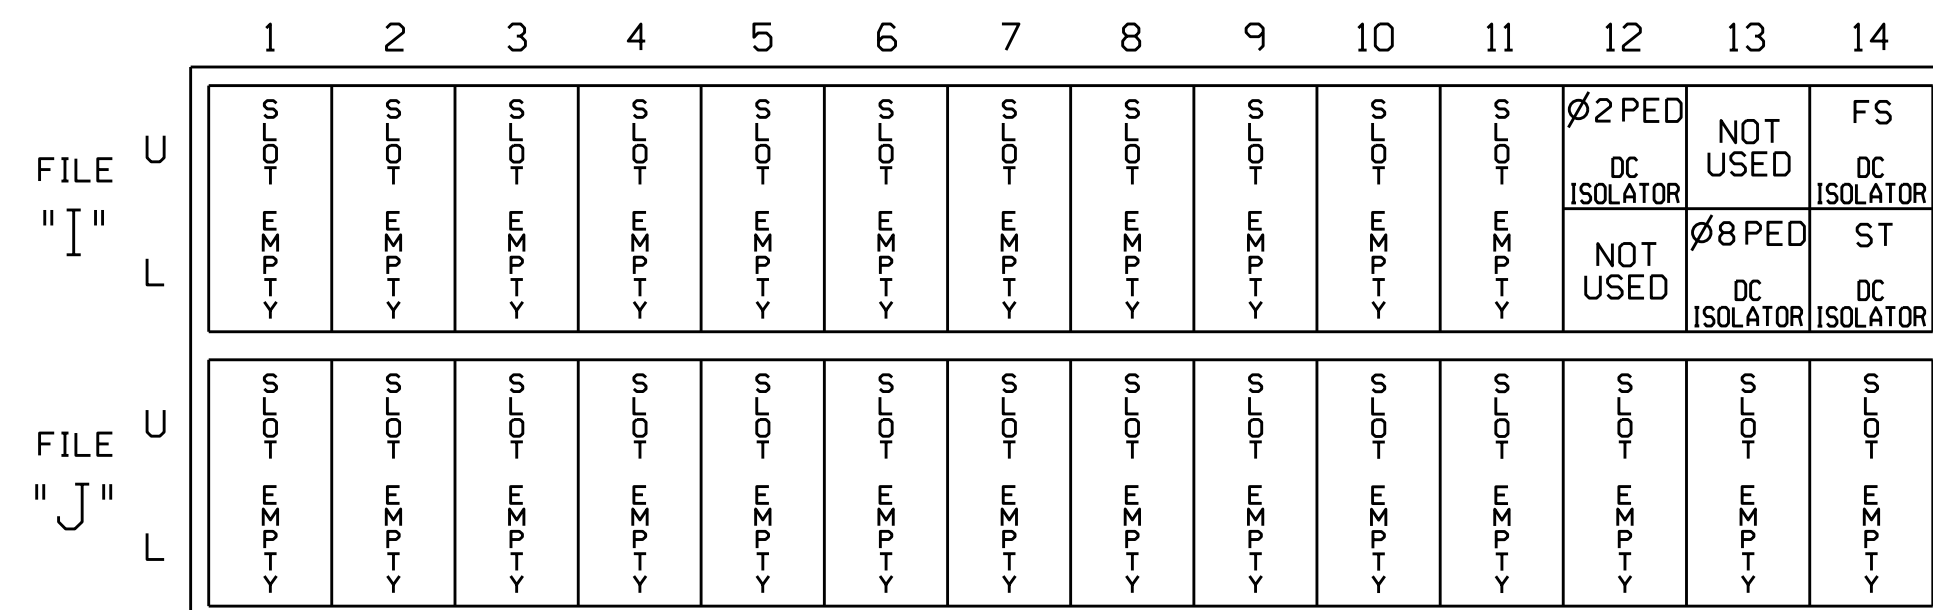 1 2 3 4 5 6 7 8 9 10 11 12 13 14
FILE "I"
U
L
SLOT EMPTY
SLOT EMPTY
SLOT EMPTY
SLOT EMPTY
SLOT EMPTY
SLOT EMPTY
SLOT EMPTY
SLOT EMPTY
SLOT EMPTY
SLOT EMPTY
SLOT EMPTY
Ø2 PED
DC
ISOLATOR
NOT
USED
NOT
USED
Ø8 PED
DC
ISOLATOR
FS
DC
ISOLATOR
ST
DC
ISOLATOR
FILE "J"
U
L
SLOT EMPTY
SLOT EMPTY
SLOT EMPTY
SLOT EMPTY
SLOT EMPTY
SLOT EMPTY
SLOT EMPTY
SLOT EMPTY
SLOT EMPTY
SLOT EMPTY
SLOT EMPTY
SLOT EMPTY
SLOT EMPTY
SLOT EMPTY